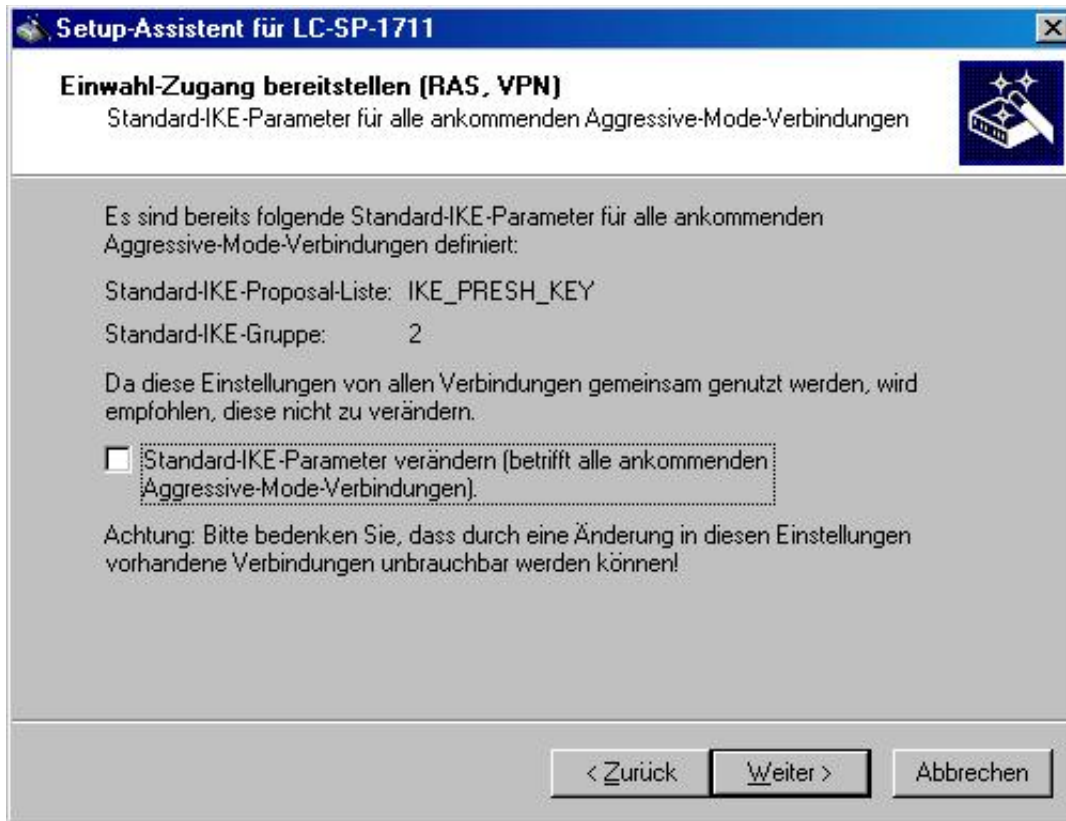 Setup-Assistent für LC-SP-1711
Einwahl-Zugang bereitstellen (RAS, VPN)
Standard-IKE-Parameter für alle ankommenden Aggressive-Mode-Verbindungen
Es sind bereits folgende Standard-IKE-Parameter für alle ankommenden
Aggressive-Mode-Verbindungen definiert:
Standard-IKE-Proposal-Liste: IKE_PRESH_KEY
Standard-IKE-Gruppe: 2
Da diese Einstellungen von allen Verbindungen gemeinsam genutzt werden, wird
empfohlen, diese nicht zu verändern.
Standard-IKE-Parameter verändern (betrifft alle ankommenden
Aggressive-Mode-Verbindungen).
Achtung: Bitte bedenken Sie, dass durch eine Änderung in diesen Einstellungen
vorhandene Verbindungen unbrauchbar werden können!
< Zurück Weiter > Abbrechen